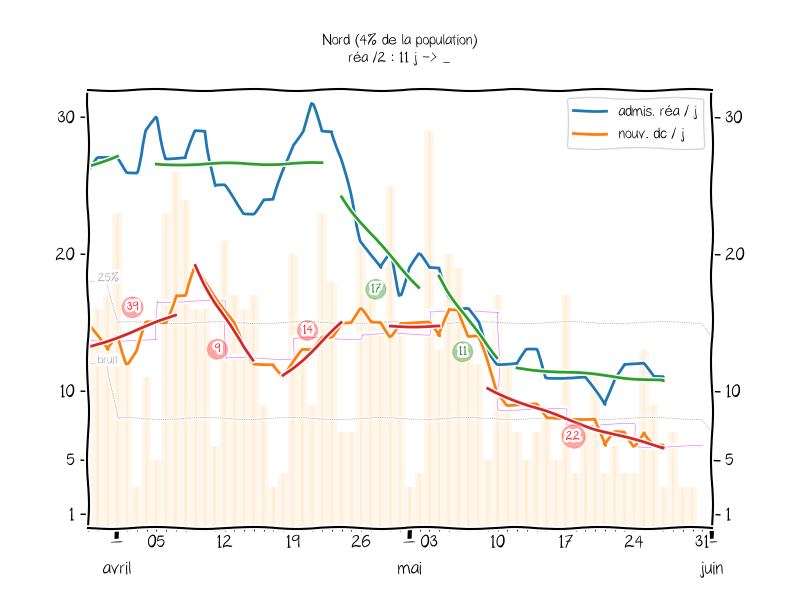 Nord (4% de la population)
réa /2 : 11 j -> _
admis. réa / j
nouv. dc / j
30
30
20
20
10
10
5
5
1
1
25%
bruit
39
9
14
17
11
22
05 12 19 26 03 10 17 24 31
avril mai juin